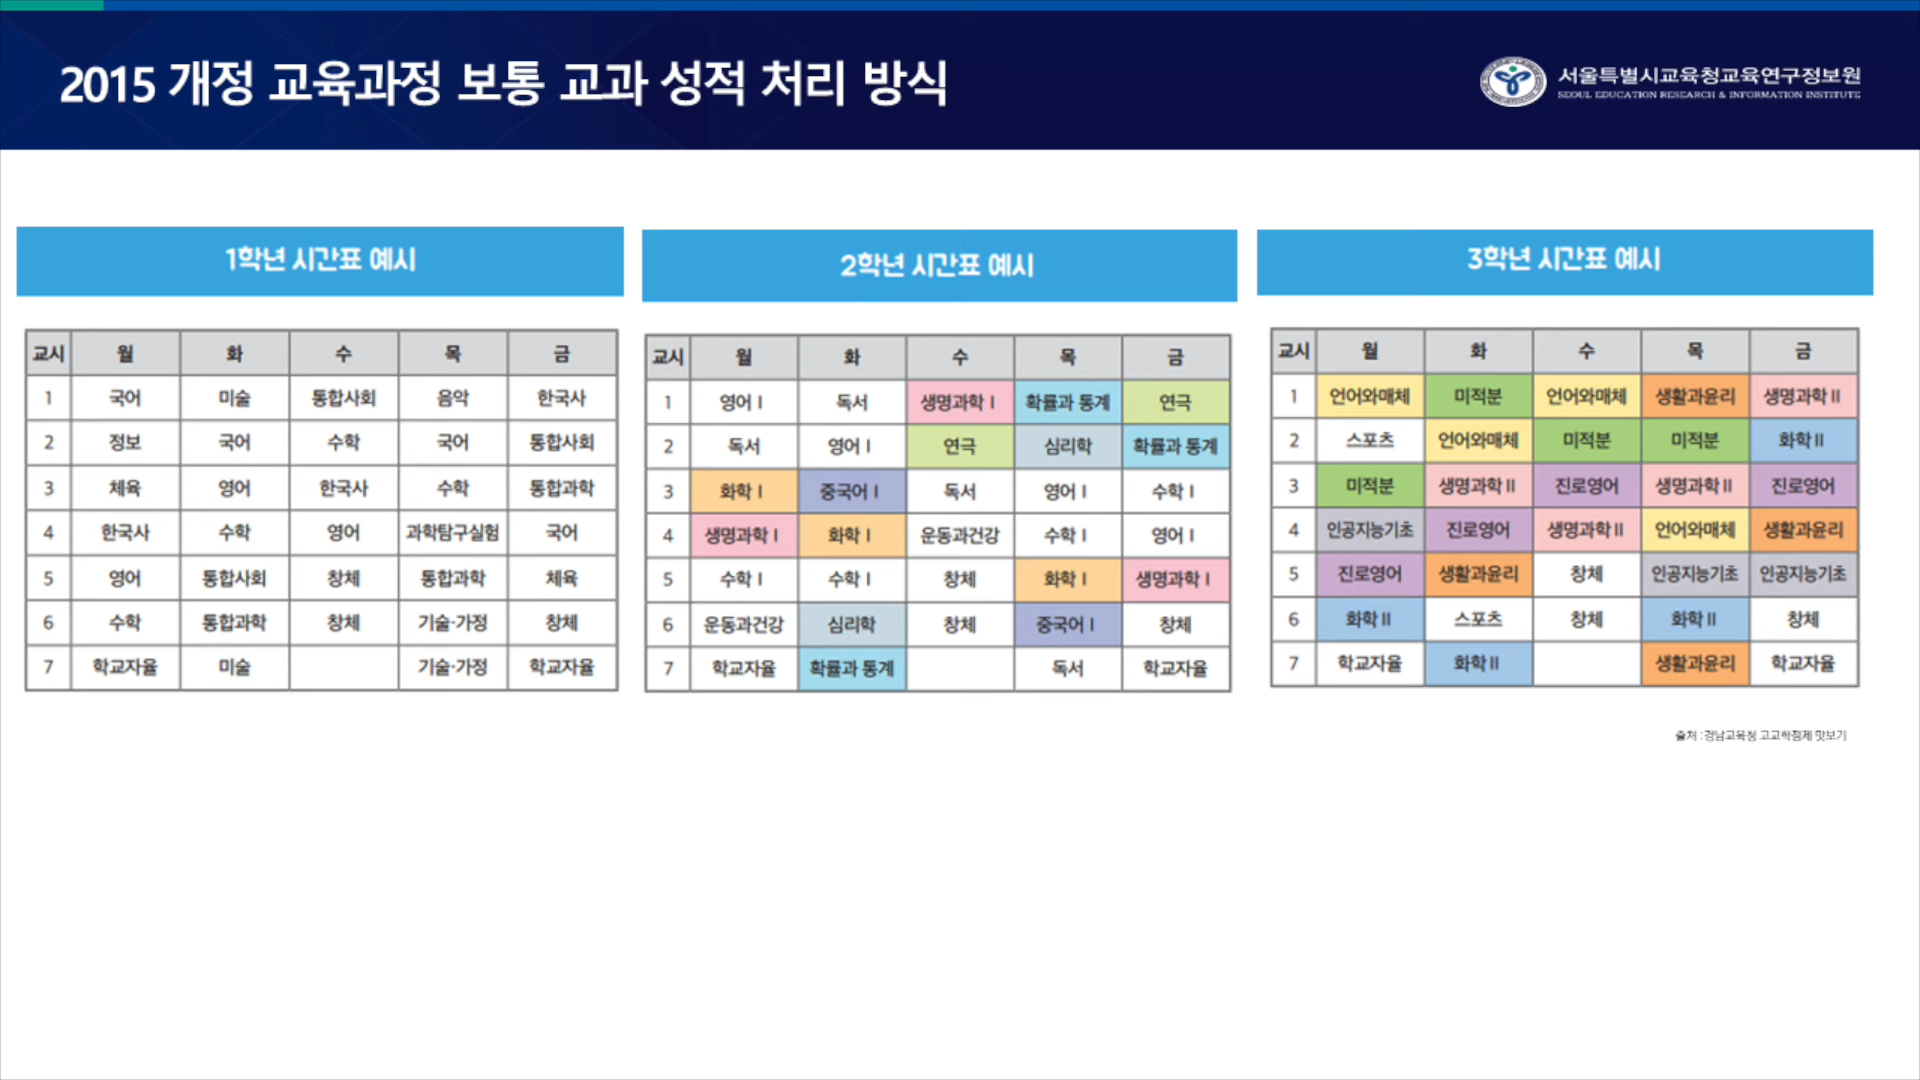 2015 개정 교육과정 보통 교과 성적 처리 방식
서울특별시교육청교육연구정보원
SEOUL EDUCATION RESEARCH & INFORMATION INSTITUTE
1학년 시간표 예시
교시 월 화 수 목 금
1 국어 미술 통합사회 음악 한국사
2 정보 국어 수학 국어 통합사회
3 체육 영어 한국사 수학 통합과학
4 한국사 수학 영어 과학탐구실험 국어
5 영어 통합사회 창체 통합과학 체육
6 수학 통합과학 창체 기술·가정 창체
7 학교자율 미술 기술·가정 학교자율
2학년 시간표 예시
교시 월 화 수 목 금
1 영어 I 독서 생명과학 I 확률과 통계 연극
2 독서 영어 I 연극 심리학 확률과 통계
3 화학 I 중국어 I 독서 영어 I 수학 I
4 생명과학 I 화학 I 운동과건강 수학 I 영어 I
5 수학 I 수학 I 창체 화학 I 생명과학 I
6 운동과건강 심리학 창체 중국어 I 창체
7 학교자율 확률과 통계 독서 학교자율
3학년 시간표 예시
교시 월 화 수 목 금
1 언어와매체 미적분 언어와매체 생활과윤리 생명과학 II
2 스포츠 언어와매체 미적분 미적분 화학 II
3 미적분 생명과학 II 진로영어 생명과학 II 진로영어
4 인공지능기초 진로영어 생명과학 II 언어와매체 생활과윤리
5 진로영어 생활과윤리 창체 인공지능기초 인공지능기초
6 화학 II 스포츠 창체 화학 II 창체
7 학교자율 화학 II 생활과윤리 학교자율
출처 :경남교육청 고교학점제 맛보기